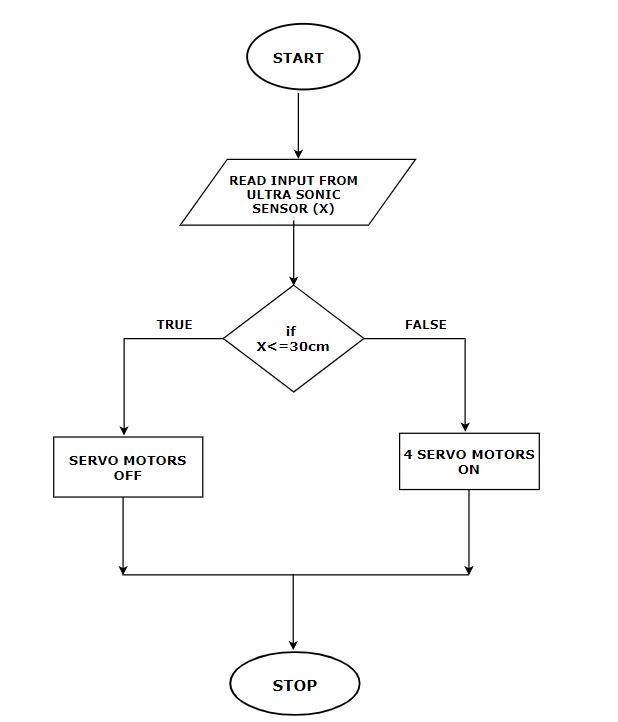 START
READ INPUT FROM
ULTRA SONIC
SENSOR (X)
if
X<=30cm
TRUE
FALSE
SERVO MOTORS
OFF
4 SERVO MOTORS
ON
STOP